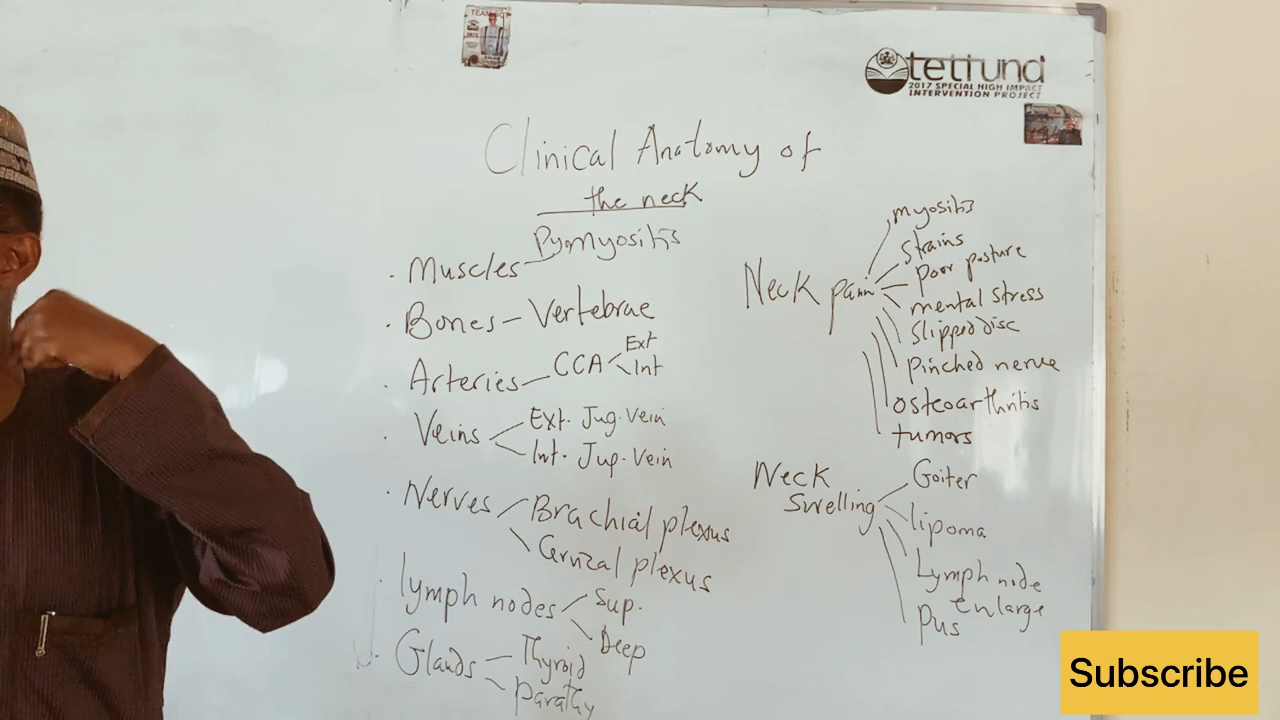 TEAM
tetfund
2017 SPECIAL HIGH IMPACT
INTERVENTION PROJECT
Clinical Anatomy of
the neck
Pyomyositis
· Muscles
· Bones - Vertebrae
· Arteries - CCA
Ext
Int
· Veins
Ext. Jug. Vein
Int. Jug. Vein
· Nerves
Brachial plexus
Cervical plexus
· lymph nodes
Sup.
Deep
· Glands
Thyroid
parathy
Neck pain
myositis
Strains
Poor posture
mental stress
Slipped disc
Pinched nerve
osteoarthritis
tumors
Neck
Swelling
Goiter
lipoma
Lymph node
enlarge
Pus
Subscribe